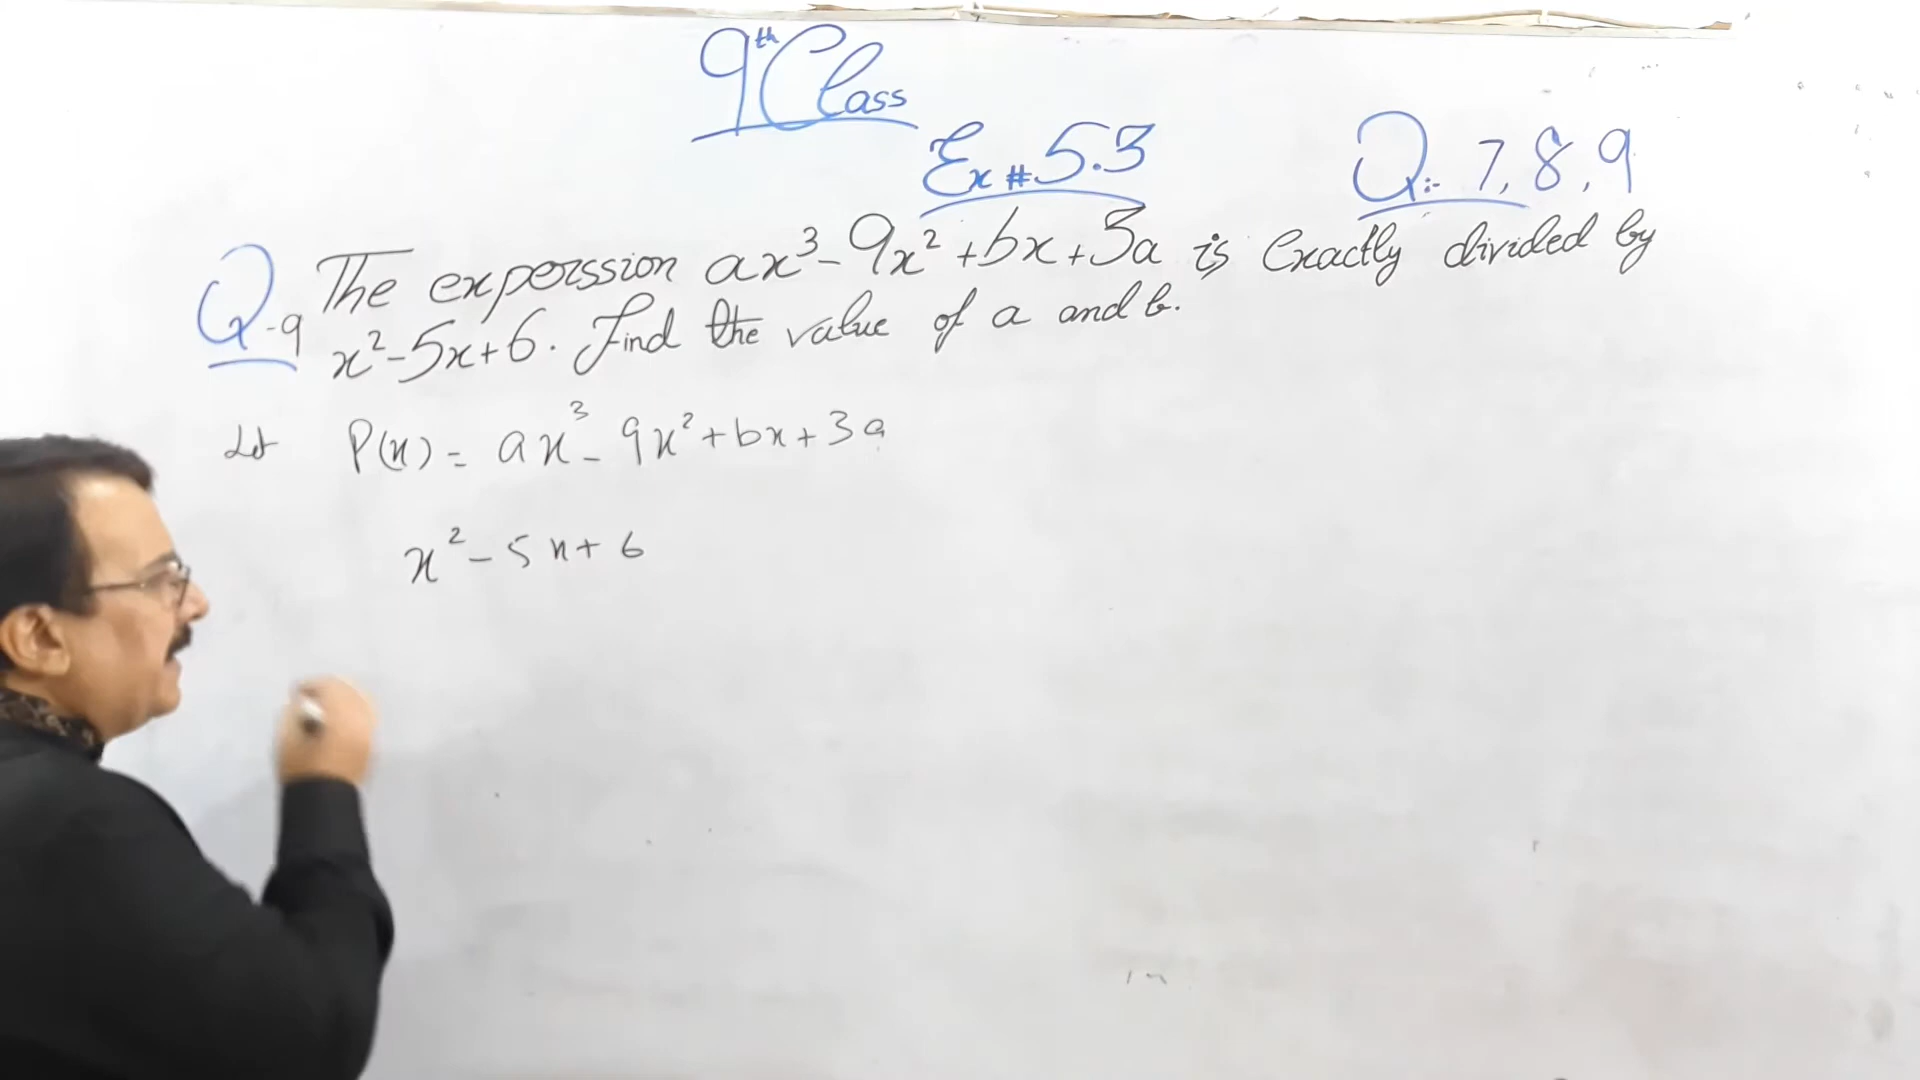 9th Class
Ex # 5.3
Q:- 7, 8, 9
Q-9 The experssion ax³-9x²+bx+3a is Exactly divided by
x²-5x+6. Find the value of a and b.
Let P(x) = ax³-9x²+bx+3a
x²-5x+6